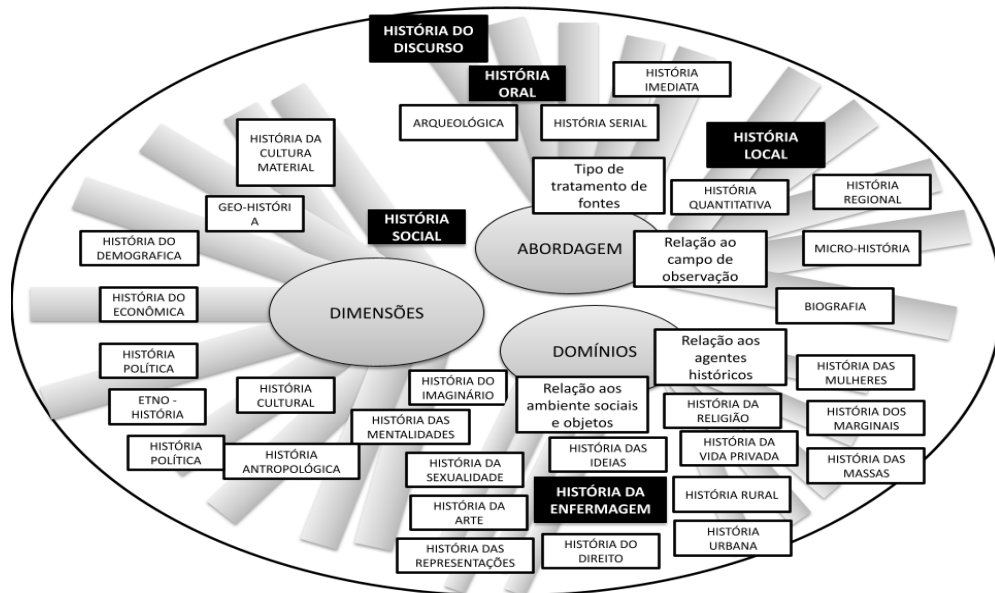 HISTÓRIA DO
DISCURSO
HISTÓRIA
ORAL
HISTÓRIA
IMEDIATA
ARQUEOLÓGICA
HISTÓRIA SERIAL
HISTÓRIA
LOCAL
HISTÓRIA DA
CULTURA
MATERIAL
Tipo de
tratamento de
fontes
HISTÓRIA
QUANTITATIVA
HISTÓRIA
REGIONAL
GEO-HISTÓRI
A
HISTÓRIA
SOCIAL
ABORDAGEM
Relação ao
campo de
observação
MICRO-HISTÓRIA
HISTÓRIA DO
DEMOGRAFICA
HISTÓRIA DO
ECONÔMICA
DIMENSÕES
BIOGRAFIA
DOMÍNIOS
Relação aos
agentes
históricos
HISTÓRIA
POLÍTICA
HISTÓRIA DAS
MULHERES
ETNO -
HISTÓRIA
HISTÓRIA
CULTURAL
HISTÓRIA DO
IMAGINÁRIO
Relação aos
ambiente sociais
e objetos
HISTÓRIA DA
RELIGIÃO
HISTÓRIA DOS
MARGINAIS
HISTÓRIA
POLÍTICA
HISTÓRIA
ANTROPOLÓGICA
HISTÓRIA DAS
MENTALIDADES
HISTÓRIA DAS
IDEIAS
HISTÓRIA DA
VIDA PRIVADA
HISTÓRIA DAS
MASSAS
HISTÓRIA DA
SEXUALIDADE
HISTÓRIA DA
ENFERMAGEM
HISTÓRIA RURAL
HISTÓRIA DA
ARTE
HISTÓRIA DAS
REPRESENTAÇÕES
HISTÓRIA DO
DIREITO
HISTÓRIA
URBANA